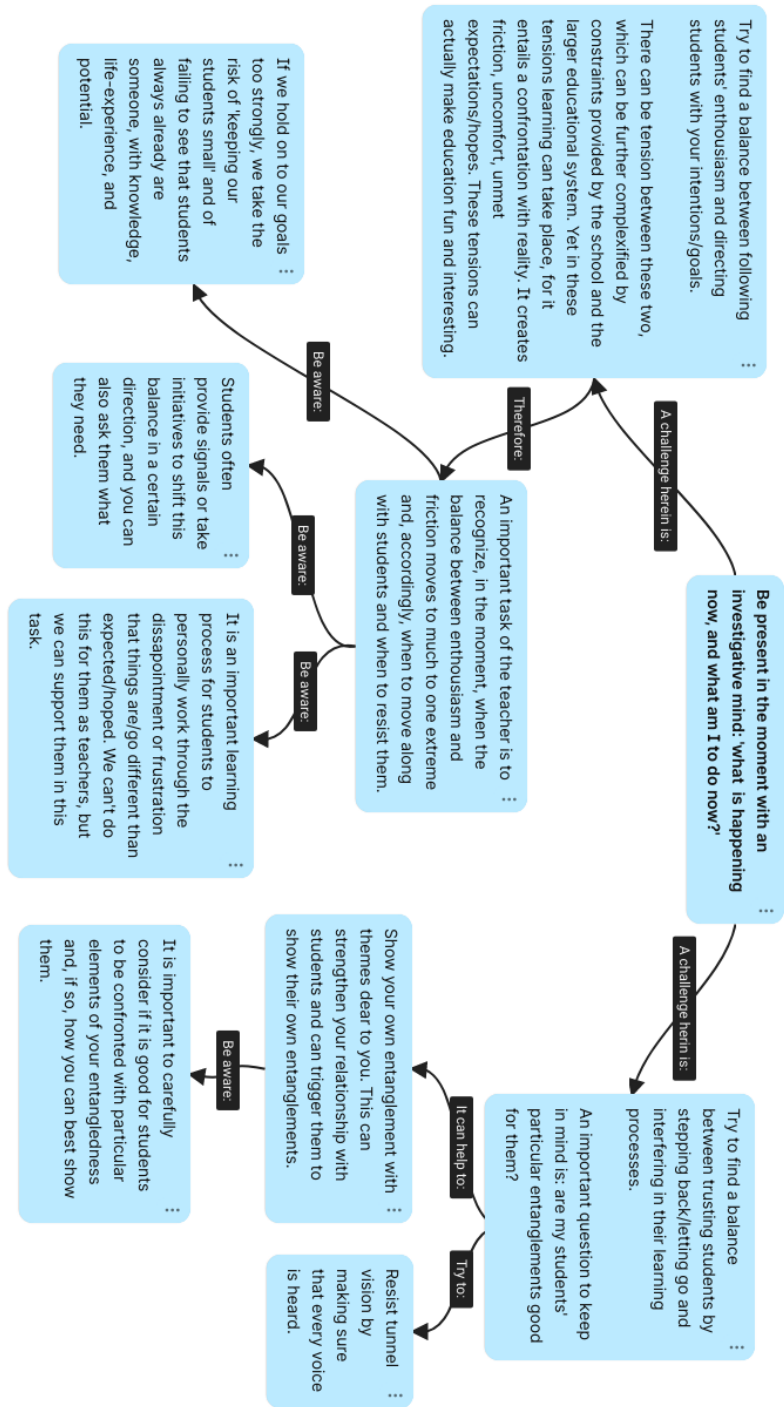 Be present in the moment with an
investigative mind: 'what is happening
now, and what am I to do now?'
A challenge herein is:
A challenge herin is:
Try to find a balance between following
students' enthusiasm and directing
students with your intentions/goals.
There can be tension between these two,
which can be further complexified by
constraints provided by the school and the
larger educational system. Yet in these
tensions learning can take place, for it
entails a confrontation with reality. It creates
friction, uncomfort, unmet
expectations/hopes. These tensions can
actually make education fun and interesting.
Therefore:
An important task of the teacher is to
recognize, in the moment, when the
balance between enthousiasm and
friction moves to much to one extreme
and, accordingly, when to move along
with students and when to resist them.
Be aware:
If we hold on to our goals
too strongly, we take the
risk of 'keeping our
students small' and of
failing to see that students
always already are
someone, with knowledge,
life-experience, and
potential.
Be aware:
Students often
provide signals or take
initiatives to shift this
balance in a certain
direction, and you can
also ask them what
they need.
Be aware:
It is an important learning
process for students to
personally work through the
dissapointment or frustration
that things are/go different than
expected/hoped. We can't do
this for them as teachers, but
we can support them in this
task.
Try to find a balance
between trusting students by
stepping back/letting go and
interfering in their learning
processes.
An important question to keep
in mind is: are my students'
particular entanglements good
for them?
It can help to:
Show your own entanglement with
themes dear to you. This can
strengthen your relationship with
students and can trigger them to
show their own entanglements.
Be aware:
It is important to carefully
consider if it is good for students
to be confronted with particular
elements of your entangledness
and, if so, how you can best show
them.
Try to:
Resist tunnel
vision by
making sure
that every voice
is heard.